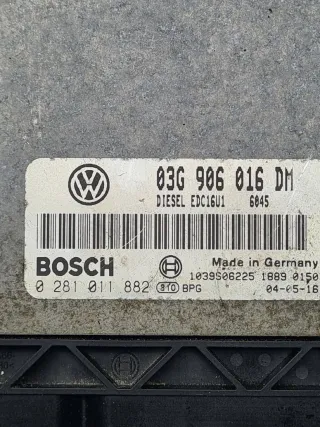 03G 906 016 DM
DIESEL EDC16U1 6045
BOSCH
Made in Germany
1039S06225 1889 0150
0 281 011 882 810 BPG 04-05-16